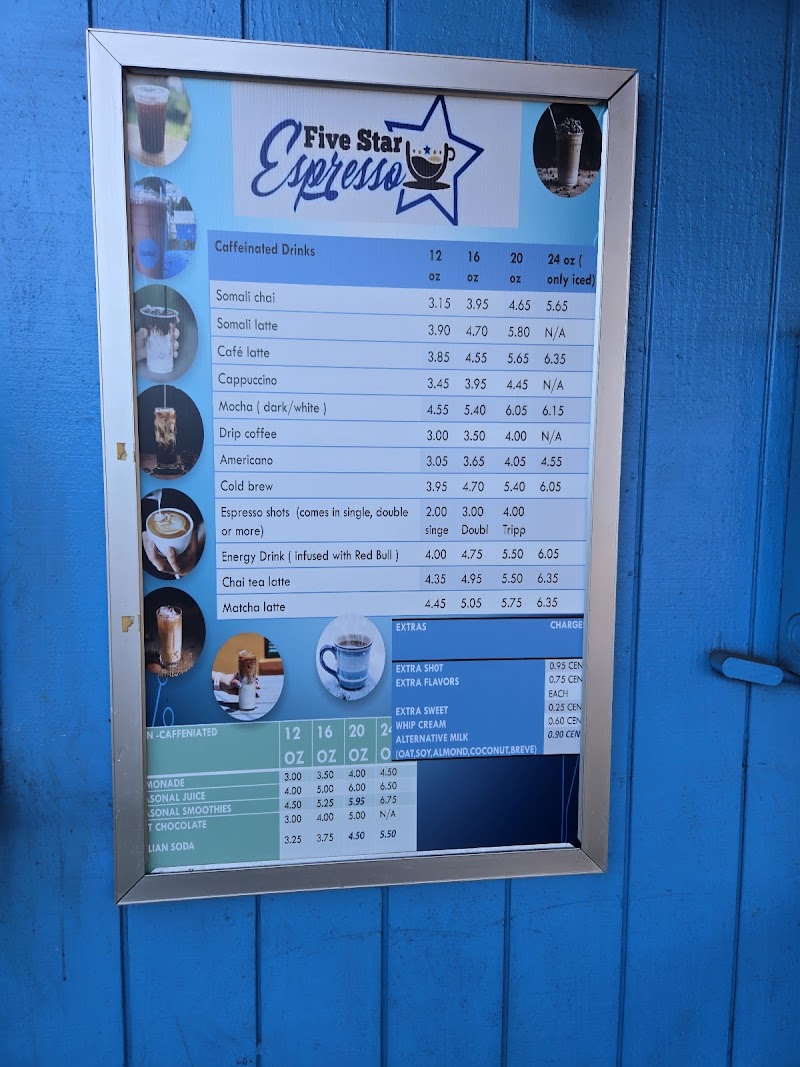 Five Star
Espresso
Caffeinated Drinks 12 oz 16 oz 20 oz 24 oz ( only iced)
Somali chai 3.15 3.95 4.65 5.65
Somali latte 3.90 4.70 5.80 N/A
Café latte 3.85 4.55 5.65 6.35
Cappuccino 3.45 3.95 4.45 N/A
Mocha ( dark/white ) 4.55 5.40 6.05 6.15
Drip coffee 3.00 3.50 4.00 N/A
Americano 3.05 3.65 4.05 4.55
Cold brew 3.95 4.70 5.40 6.05
Espresso shots (comes in single, double 2.00 3.00 4.00
or more) singe Doubl Tripp
Energy Drink ( infused with Red Bull ) 4.00 4.75 5.50 6.05
Chai tea latte 4.35 4.95 5.50 6.35
Matcha latte 4.45 5.05 5.75 6.35
EXTRAS CHARGE
EXTRA SHOT 0.95 CEN
EXTRA FLAVORS 0.75 CEN
EACH
EXTRA SWEET 0.25 CEN
WHIP CREAM 0.60 CEN
ALTERNATIVE MILK 0.90 CEN
(OAT,SOY,ALMOND,COCONUT,BREVE)
N -CAFFENIATED 12 OZ 16 OZ 20 OZ 24 O
MONADE 3.00 3.50 4.00 4.50
ASONAL JUICE 4.00 5.00 6.00 6.50
ASONAL SMOOTHIES 4.50 5.25 5.95 6.75
T CHOCOLATE 3.00 4.00 5.00 N/A
LIAN SODA 3.25 3.75 4.50 5.50